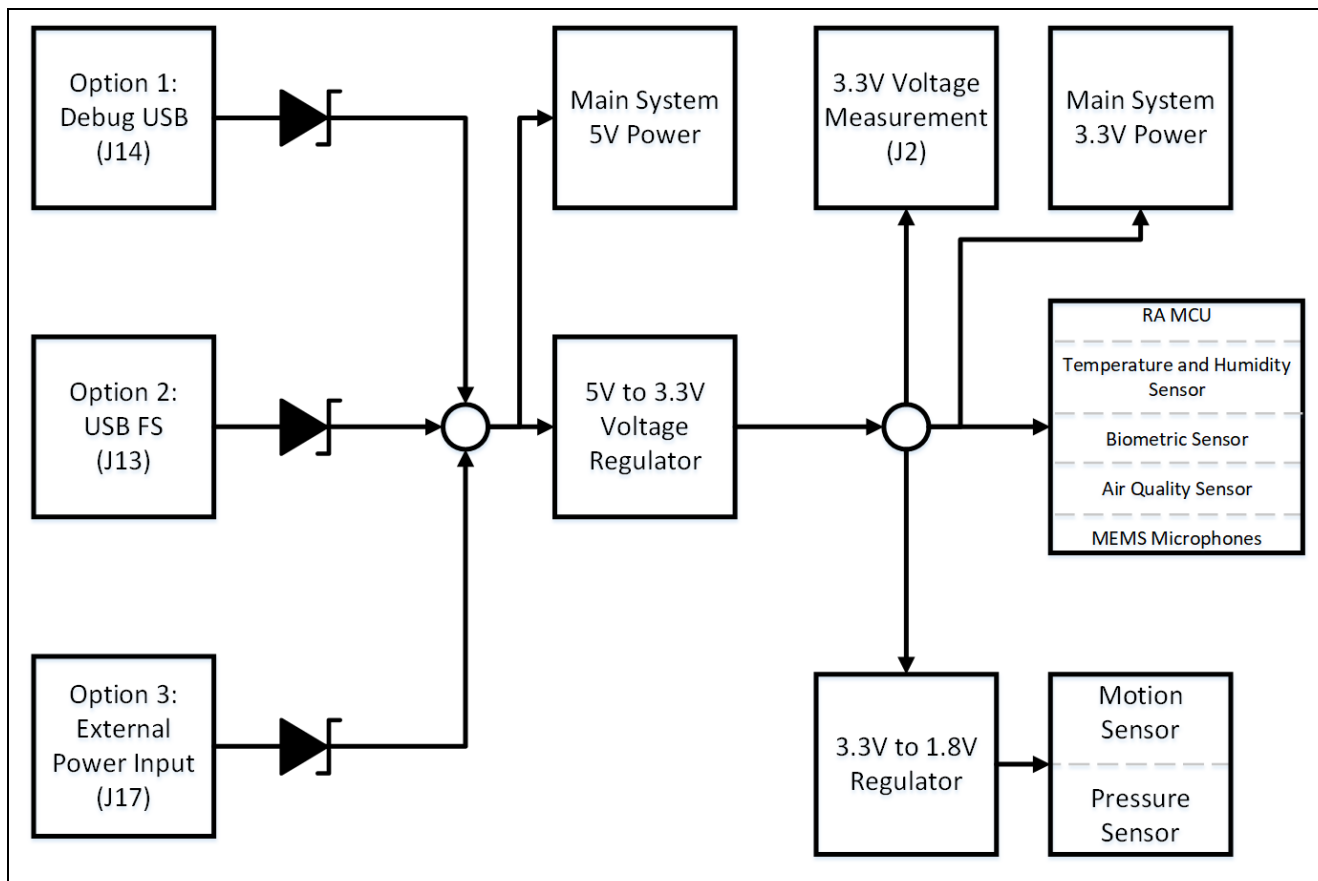 Option 1:
Debug USB
(J14)
Main System
5V Power
3.3V Voltage
Measurement
(J2)
Main System
3.3V Power
Option 2:
USB FS
(J13)
5V to 3.3V
Voltage
Regulator
RA MCU
Temperature and Humidity
Sensor
Biometric Sensor
Air Quality Sensor
MEMS Microphones
Option 3:
External
Power Input
(J17)
3.3V to 1.8V
Regulator
Motion
Sensor
Pressure
Sensor